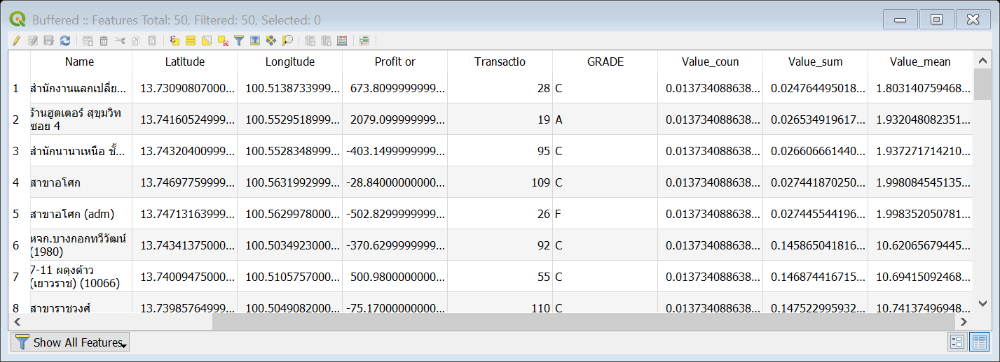 Buffered :: Features Total: 50, Filtered: 50, Selected: 0
Name Latitude Longitude Profit or Transactio GRADE Value_coun Value_sum Value_mean
1 สำนักงานแลกเปลี่ย... 13.73090807000... 100.5138733999... 673.8099999999... 28 C 0.013734088638... 0.024764495018... 1.803140759468...
2 ร้านฮูตเตอร์ สุขุมวิท
ซอย 4 13.74160524999... 100.5529518999... 2079.099999999... 19 A 0.013734088638... 0.026534919617... 1.932048082351...
3 สำนักนานาเหนือ ชั้... 13.74320400999... 100.5528348999... -403.1499999999... 95 C 0.013734088638... 0.026606661440... 1.937271714210...
4 สาขาอโศก 13.74697759999... 100.5631992999... -28.84000000000... 109 C 0.013734088638... 0.027441870250... 1.998084545135...
5 สาขาอโศก (adm) 13.74713163999... 100.5629978000... -502.8299999999... 26 F 0.013734088638... 0.027445544196... 1.998352050781...
6 หจก.บางกอกทวีวัฒน์
(1980) 13.74341375000... 100.5034923000... -370.6299999999... 92 C 0.013734088638... 0.145865041816... 10.62065679445...
7 7-11 ผดุงด้าว
(เยาวราช) (10066) 13.74009475000... 100.5105757000... 500.9800000000... 55 C 0.013734088638... 0.146874416715... 10.69415092468...
8 สาขาราชวงศ์ 13.73985764999... 100.5049082000... -75.17000000000... 110 C 0.013734088638... 0.147522995932... 10.74137496948...
Show All Features